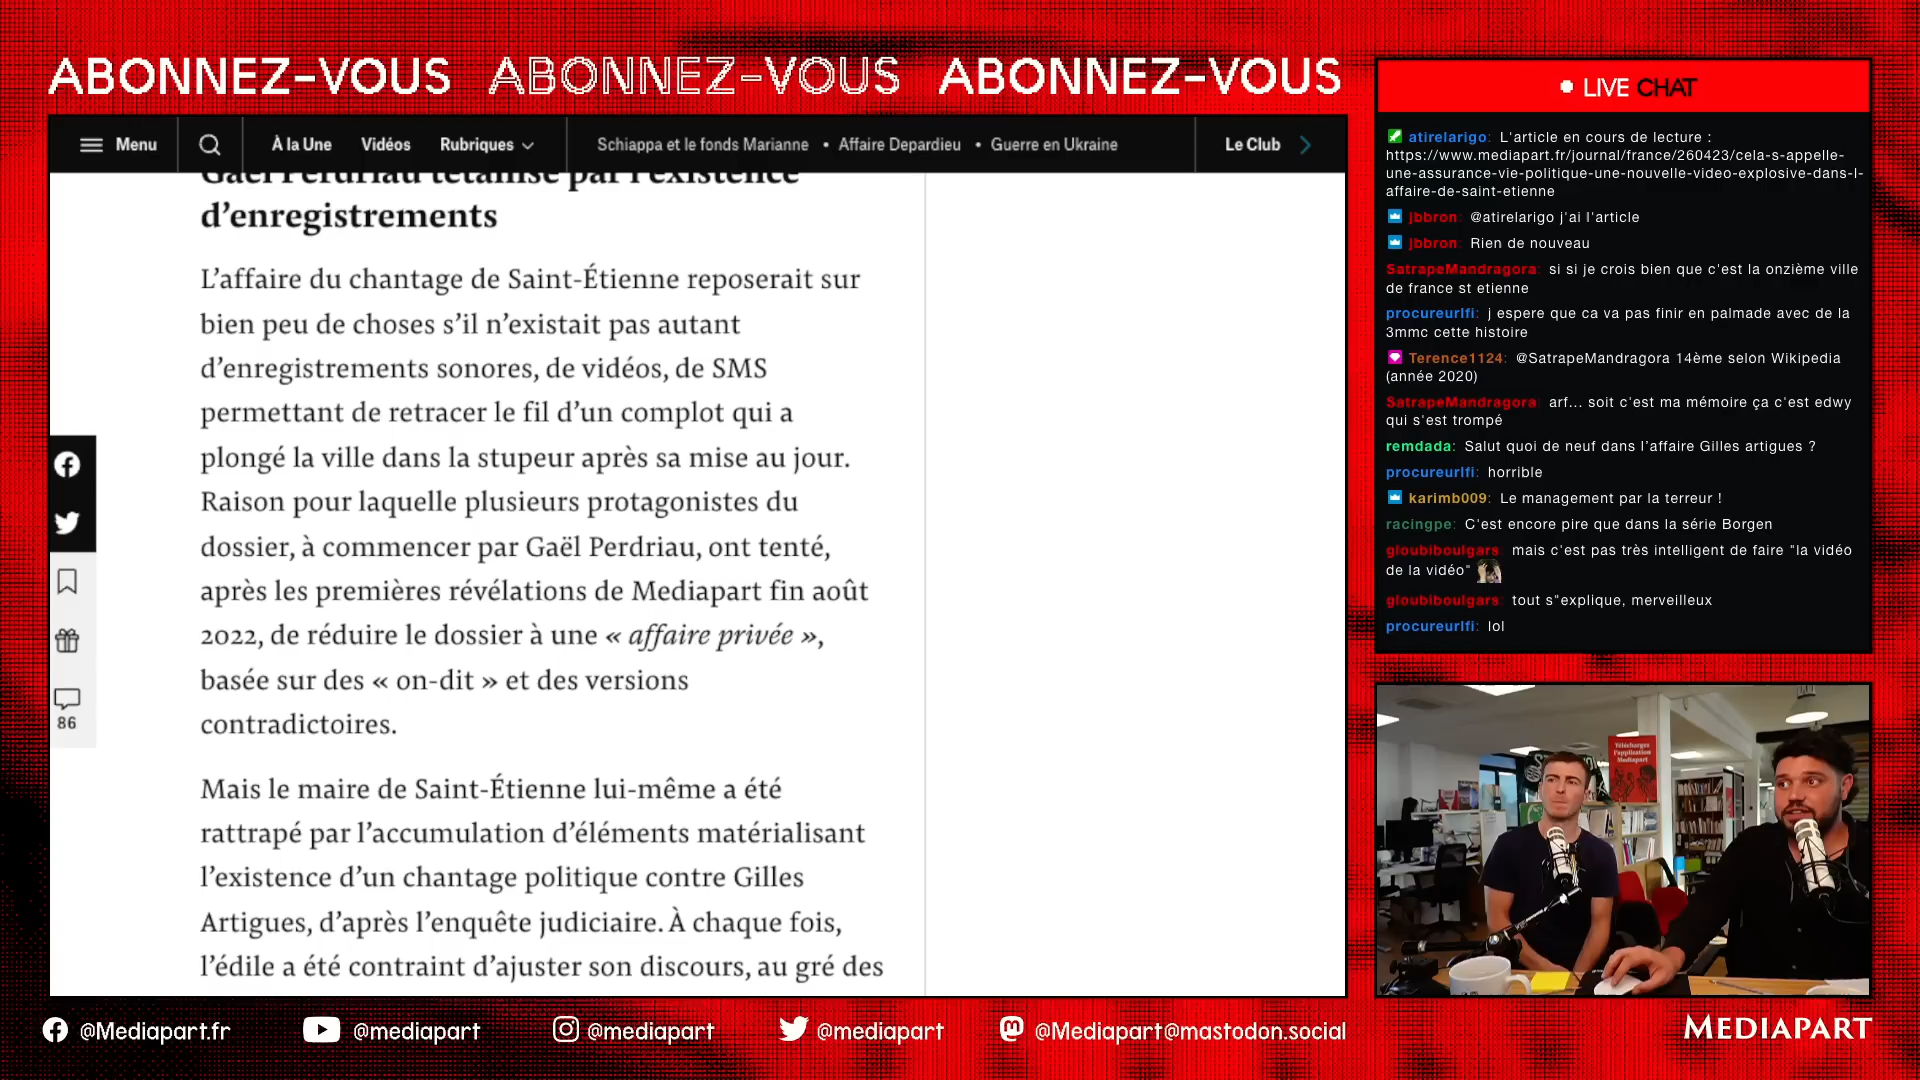 ABONNEZ-VOUS ABONNEZ-VOUS ABONNEZ-VOUS
Menu
À la Une
Vidéos
Rubriques
Schiappa et le fonds Marianne • Affaire Depardieu • Guerre en Ukraine
Le Club
Gaël Perdriau tétanisé par l’existence
d’enregistrements
L’affaire du chantage de Saint-Étienne reposerait sur
bien peu de choses s’il n’existait pas autant
d’enregistrements sonores, de vidéos, de SMS
permettant de retracer le fil d’un complot qui a
plongé la ville dans la stupeur après sa mise au jour.
Raison pour laquelle plusieurs protagonistes du
dossier, à commencer par Gaël Perdriau, ont tenté,
après les premières révélations de Mediapart fin août
2022, de réduire le dossier à une « affaire privée »,
basée sur des « on-dit » et des versions
contradictoires.
Mais le maire de Saint-Étienne lui-même a été
rattrapé par l’accumulation d’éléments matérialisant
l’existence d’un chantage politique contre Gilles
Artigues, d’après l’enquête judiciaire. À chaque fois,
l’édile a été contraint d’ajuster son discours, au gré des
86
LIVE CHAT
atirelarigo: L'article en cours de lecture :
https://www.mediapart.fr/journal/france/260423/cela-s-appelle-
une-assurance-vie-politique-une-nouvelle-video-explosive-dans-l-
affaire-de-saint-etienne
jbbron: @atirelarigo j'ai l'article
jbbron: Rien de nouveau
SatrapeMandragora: si si je crois bien que c'est la onzième ville
de france st etienne
procureurlfi: j espere que ca va pas finir en palmade avec de la
3mmc cette histoire
Terence1124: @SatrapeMandragora 14ème selon Wikipedia
(année 2020)
SatrapeMandragora: arf... soit c'est ma mémoire ça c'est edwy
qui s'est trompé
remdada: Salut quoi de neuf dans l'affaire Gilles artigues ?
procureurlfi: horrible
karimb009: Le management par la terreur !
racingpe: C'est encore pire que dans la série Borgen
gloubiboulgars: mais c'est pas très intelligent de faire "la vidéo
de la vidéo"
gloubiboulgars: tout s"explique, merveilleux
procureurlfi: lol
Téléchargez
l'application
Mediapart
@Mediapart.fr
@mediapart
@mediapart
@mediapart
@Mediapart@mastodon.social
MEDIAPART